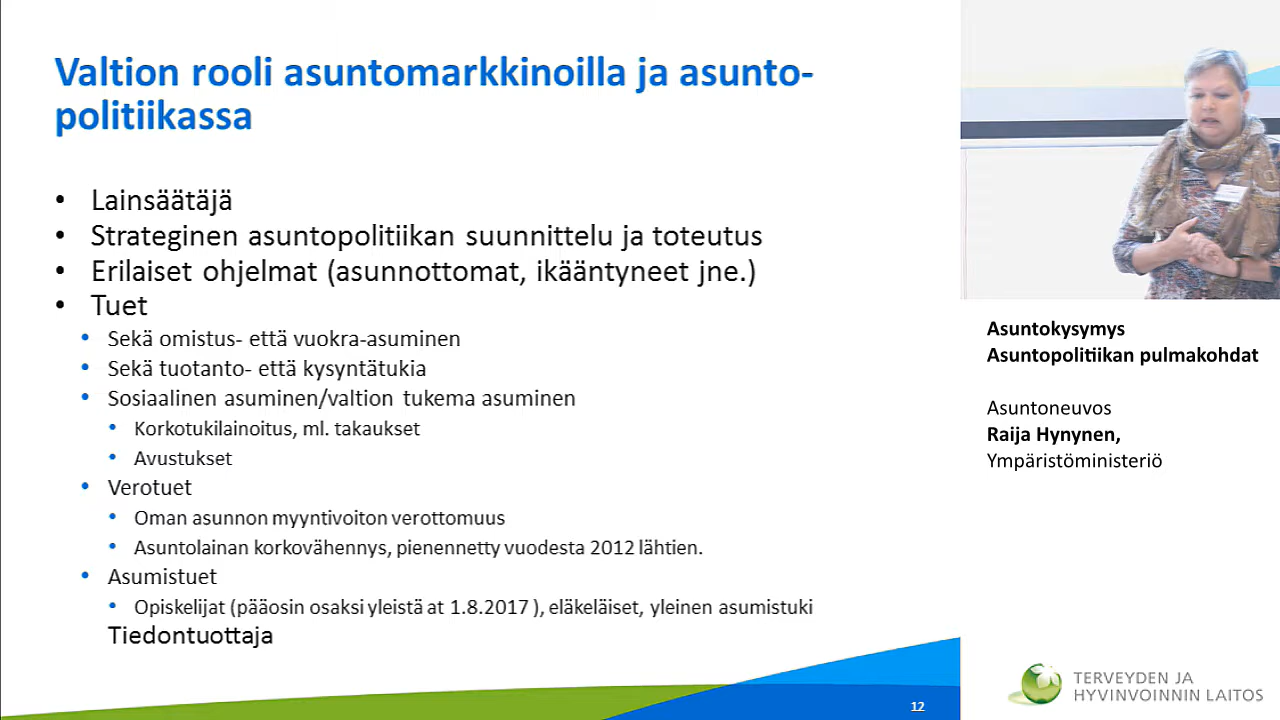 Valtion rooli asuntomarkkinoilla ja asunto-
politiikassa
• Lainsäätäjä
• Strateginen asuntopolitiikan suunnittelu ja toteutus
• Erilaiset ohjelmat (asunnottomat, ikääntyneet jne.)
• Tuet
• Sekä omistus- että vuokra-asuminen
• Sekä tuotanto- että kysyntätukia
• Sosiaalinen asuminen/valtion tukema asuminen
• Korkotukilainoitus, ml. takaukset
• Avustukset
• Verotuet
• Oman asunnon myyntivoiton verottomuus
• Asuntolainan korkovähennys, pienennetty vuodesta 2012 lähtien.
• Asumistuet
• Opiskelijat (pääosin osaksi yleistä at 1.8.2017 ), eläkeläiset, yleinen asumistuki
Tiedontuottaja
12
Asuntokysymys
Asuntopolitiikan pulmakohdat
Asuntoneuvos
Raija Hynynen,
Ympäristöministeriö
TERVEYDEN JA
HYVINVOINNIN LAITOS